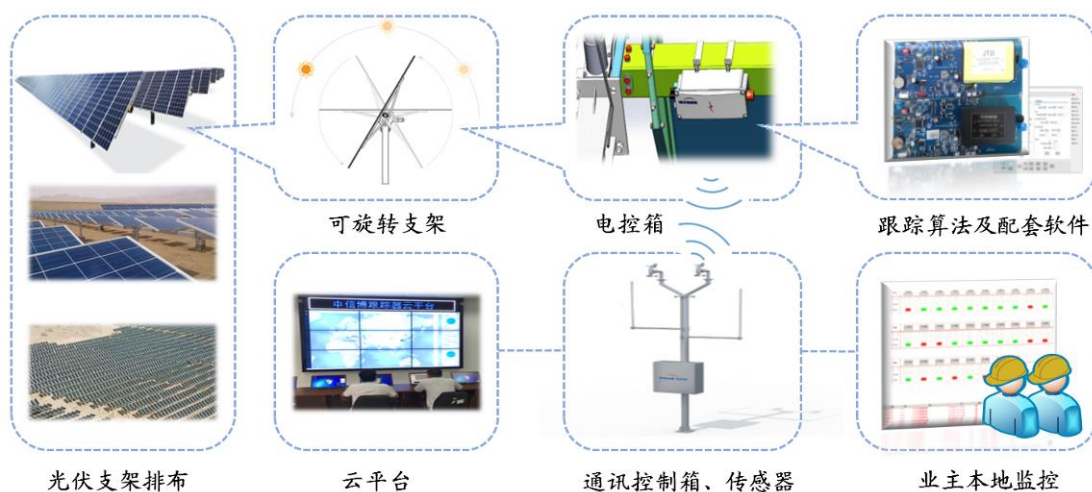 可旋转支架
电控箱
跟踪算法及配套软件
中信博跟踪器云平台
光伏支架排布
云平台
通讯控制箱、传感器
业主本地监控